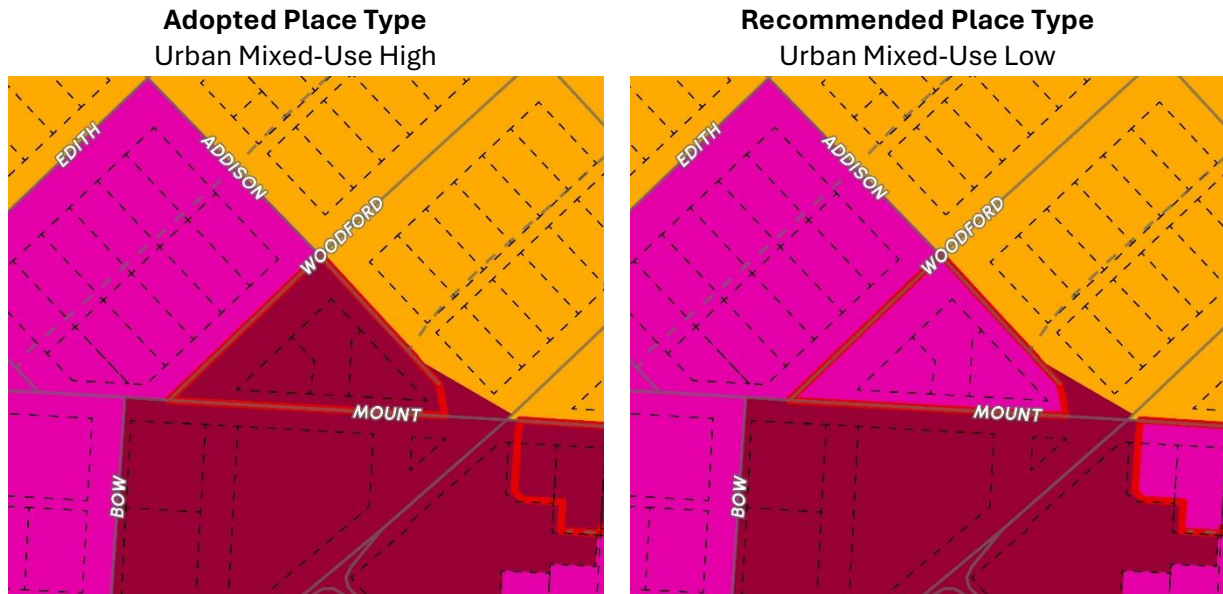 Adopted Place Type
Urban Mixed-Use High
EDITH
ADDISON
WOODFORD
MOUNT
BOW
Recommended Place Type
Urban Mixed-Use Low
EDITH
ADDISON
WOODFORD
MOUNT
BOW